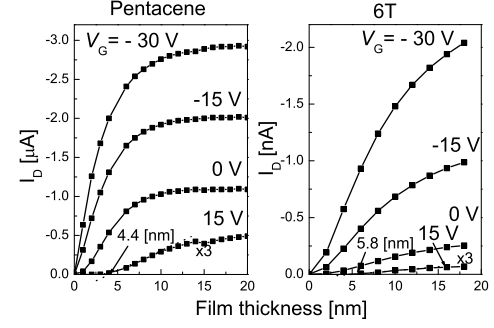 Pentacene
6T
V_G = - 30 V
-15 V
0 V
15 V
4.4 [nm]
x3
I_D [μA]
-3.0
-2.5
-2.0
-1.5
-1.0
-0.5
0.0
0 5 10 15 20
V_G = - 30 V
-15 V
0 V
15 V
5.8 [nm]
x3
I_D [nA]
-2.0
-1.5
-1.0
-0.5
0.0
0 5 10 15 20
Film thickness [nm]